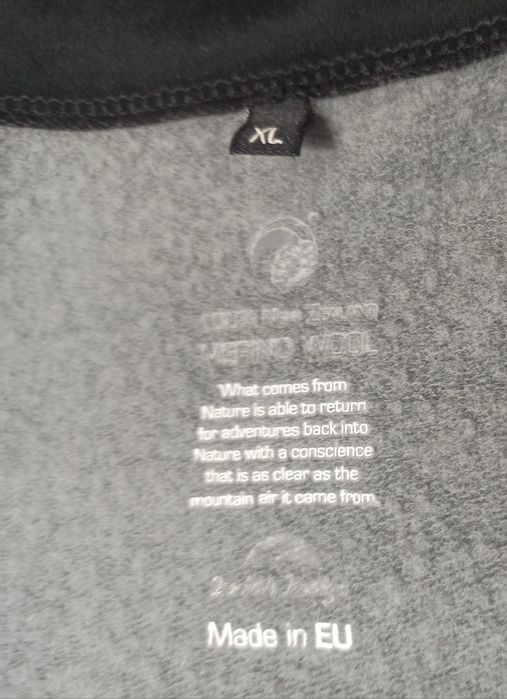 XL
100% New Zealand
MERINO WOOL
What comes from
Nature is able to return
for adventures back into
Nature with a conscience
that is as clear as the
mountain air it came from
Made in EU